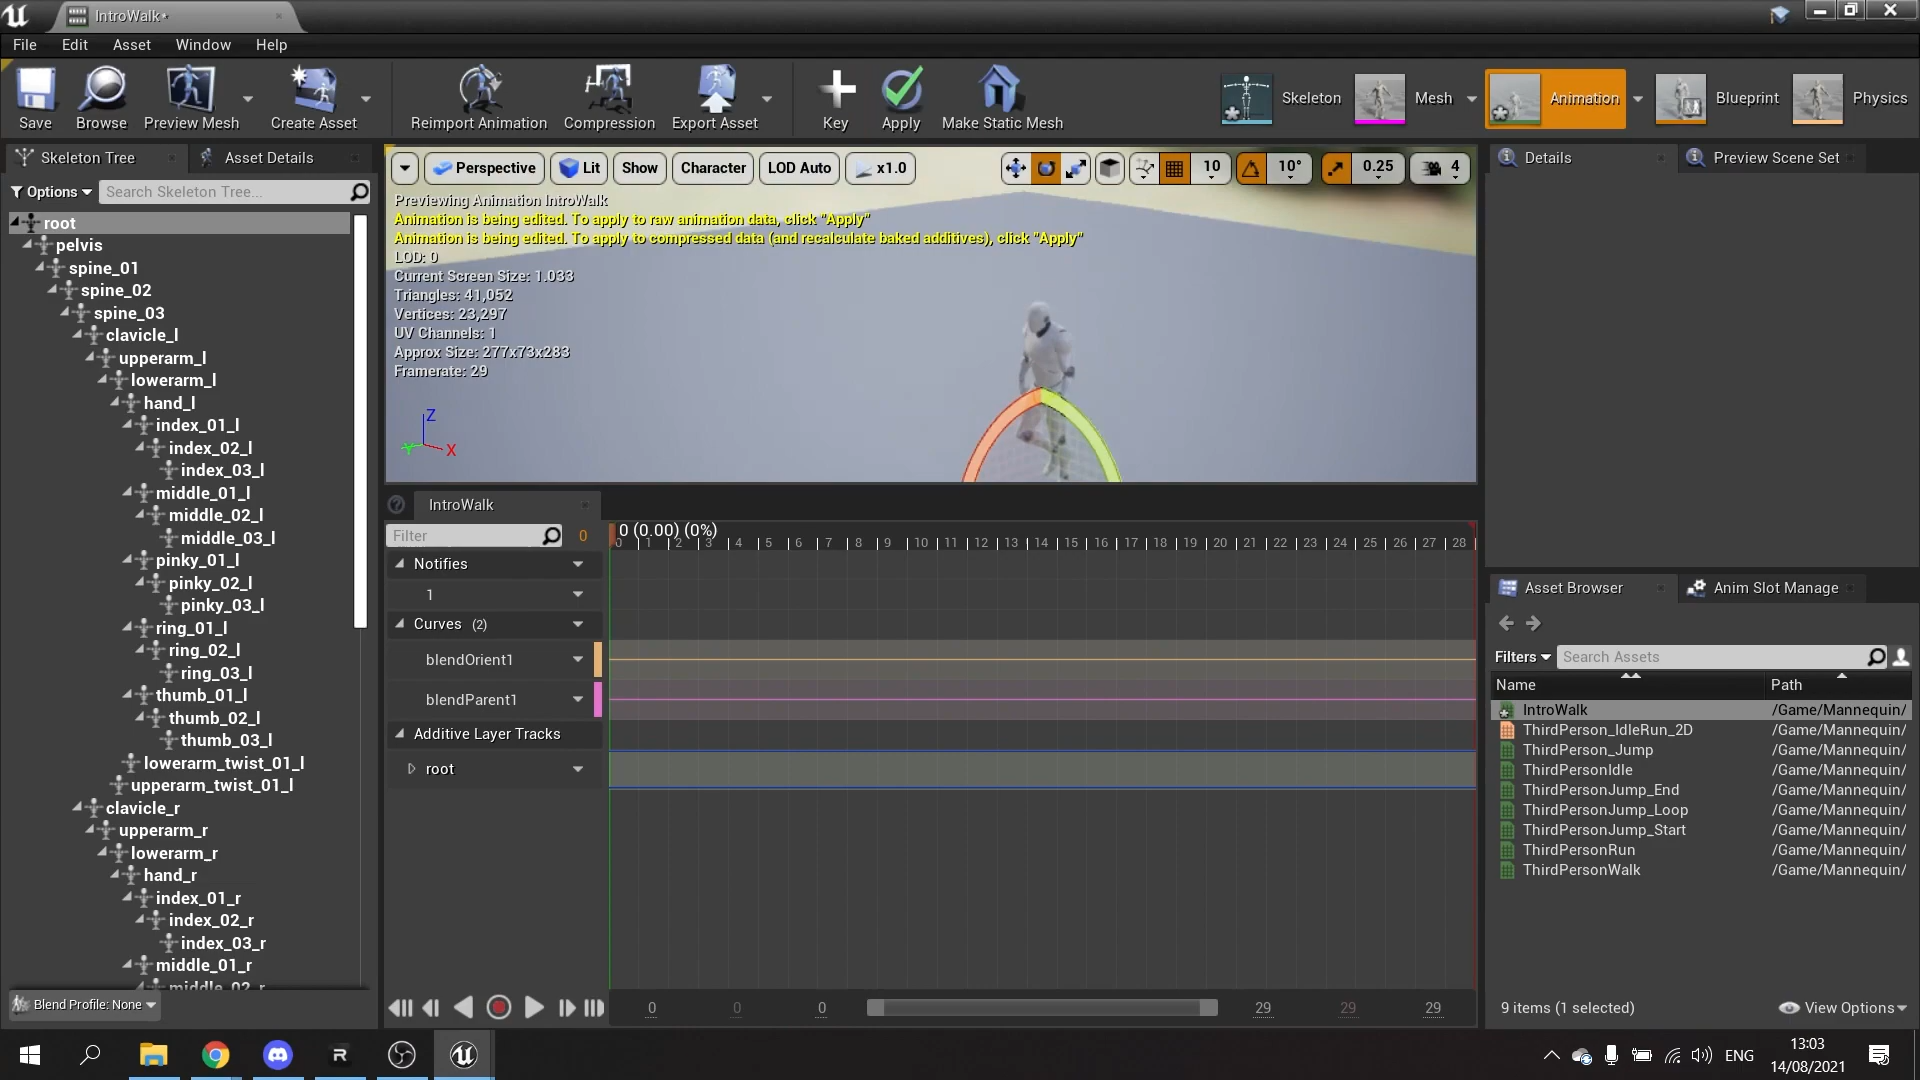 IntroWalk*
File Edit Asset Window Help
Save Browse Preview Mesh Create Asset Reimport Animation Compression Export Asset Key Apply Make Static Mesh Skeleton Mesh Animation Blueprint Physics
Skeleton Tree Asset Details
Options Search Skeleton Tree...
root
pelvis
spine_01
spine_02
spine_03
clavicle_l
upperarm_l
lowerarm_l
hand_l
index_01_l
index_02_l
index_03_l
middle_01_l
middle_02_l
middle_03_l
pinky_01_l
pinky_02_l
pinky_03_l
ring_01_l
ring_02_l
ring_03_l
thumb_01_l
thumb_02_l
thumb_03_l
lowerarm_twist_01_l
upperarm_twist_01_l
clavicle_r
upperarm_r
lowerarm_r
hand_r
index_01_r
index_02_r
index_03_r
middle_01_r
middle_02_r
Blend Profile: None
Perspective Lit Show Character LOD Auto x1.0 10 10° 0.25 4
Previewing Animation IntroWalk
Animation is being edited. To apply to raw animation data, click "Apply"
Animation is being edited. To apply to compressed data (and recalculate baked additives), click "Apply"
LOD: 0
Current Screen Size: 1.033
Triangles: 41,052
Vertices: 23,297
UV Channels: 1
Approx Size: 277x73x283
Framerate: 29
Z
Y X
IntroWalk
Filter 0 0 (0.00) (0%)
0 1 2 3 4 5 6 7 8 9 10 11 12 13 14 15 16 17 18 19 20 21 22 23 24 25 26 27 28
Notifies
1
Curves (2)
blendOrient1
blendParent1
Additive Layer Tracks
root
0 0 0 29 29 29
Details Preview Scene Set
Asset Browser Anim Slot Manage
Filters Search Assets
Name Path
IntroWalk /Game/Mannequin/
ThirdPerson_IdleRun_2D /Game/Mannequin/
ThirdPerson_Jump /Game/Mannequin/
ThirdPersonIdle /Game/Mannequin/
ThirdPersonJump_End /Game/Mannequin/
ThirdPersonJump_Loop /Game/Mannequin/
ThirdPersonJump_Start /Game/Mannequin/
ThirdPersonRun /Game/Mannequin/
ThirdPersonWalk /Game/Mannequin/
9 items (1 selected) View Options
ENG
13:03
14/08/2021